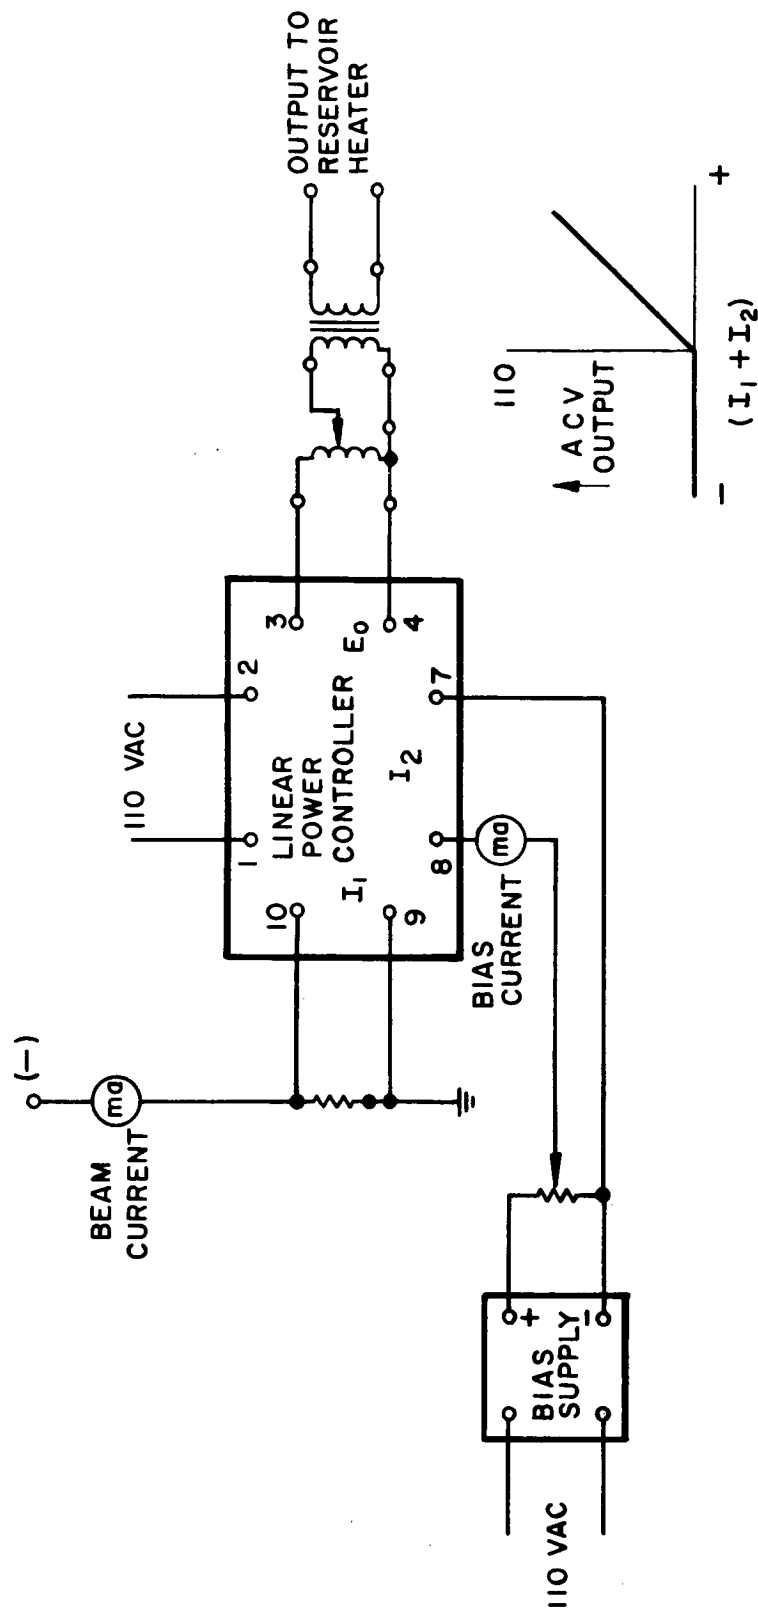 (–)
BEAM
CURRENT
ma
110 VAC
1
2
10
9
I₁
LINEAR
POWER
CONTROLLER
3
E₀
4
I₂
8
7
ma
BIAS
CURRENT
OUTPUT TO
RESERVOIR
HEATER
110 VAC
BIAS
SUPPLY
+
–
110
ACV
OUTPUT
–
+
(I₁ + I₂)